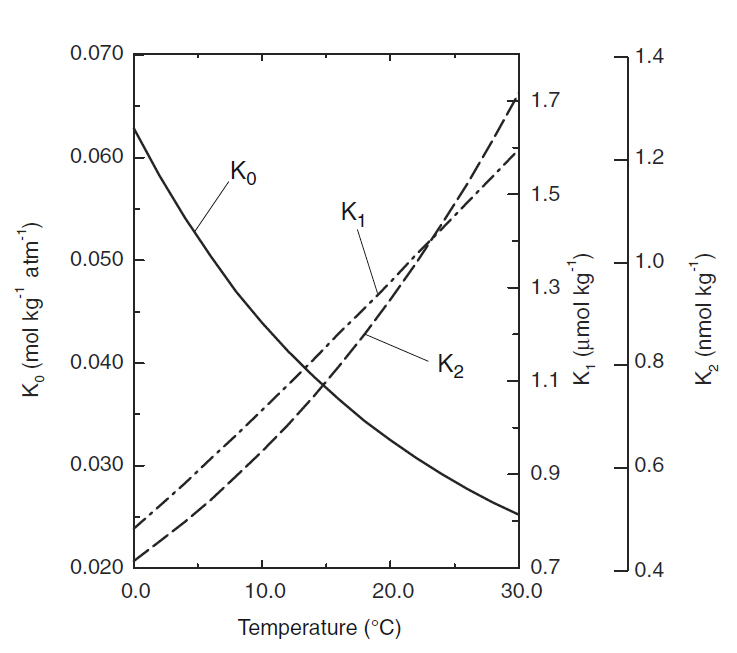 0.070
0.060
0.050
0.040
0.030
0.020
K₀ (mol kg⁻¹ atm⁻¹)
K₀
K₁
K₂
1.7
1.5
1.3
1.1
0.9
0.7
K₁ (μmol kg⁻¹)
1.4
1.2
1.0
0.8
0.6
0.4
K₂ (nmol kg⁻¹)
0.0 10.0 20.0 30.0
Temperature (°C)